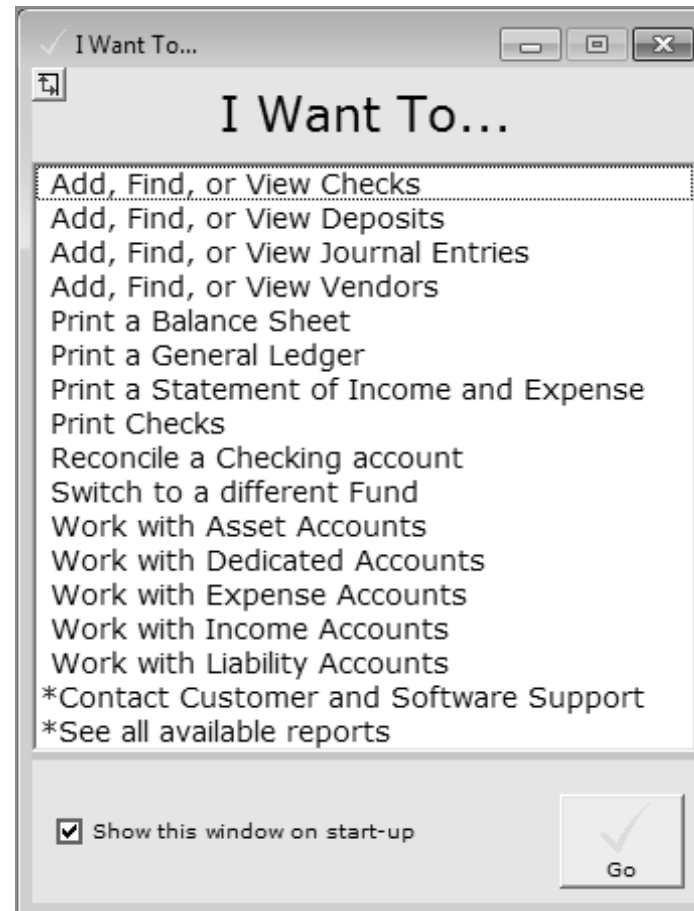 I Want To...
I Want To...
Add, Find, or View Checks
Add, Find, or View Deposits
Add, Find, or View Journal Entries
Add, Find, or View Vendors
Print a Balance Sheet
Print a General Ledger
Print a Statement of Income and Expense
Print Checks
Reconcile a Checking account
Switch to a different Fund
Work with Asset Accounts
Work with Dedicated Accounts
Work with Expense Accounts
Work with Income Accounts
Work with Liability Accounts
*Contact Customer and Software Support
*See all available reports
Show this window on start-up
Go